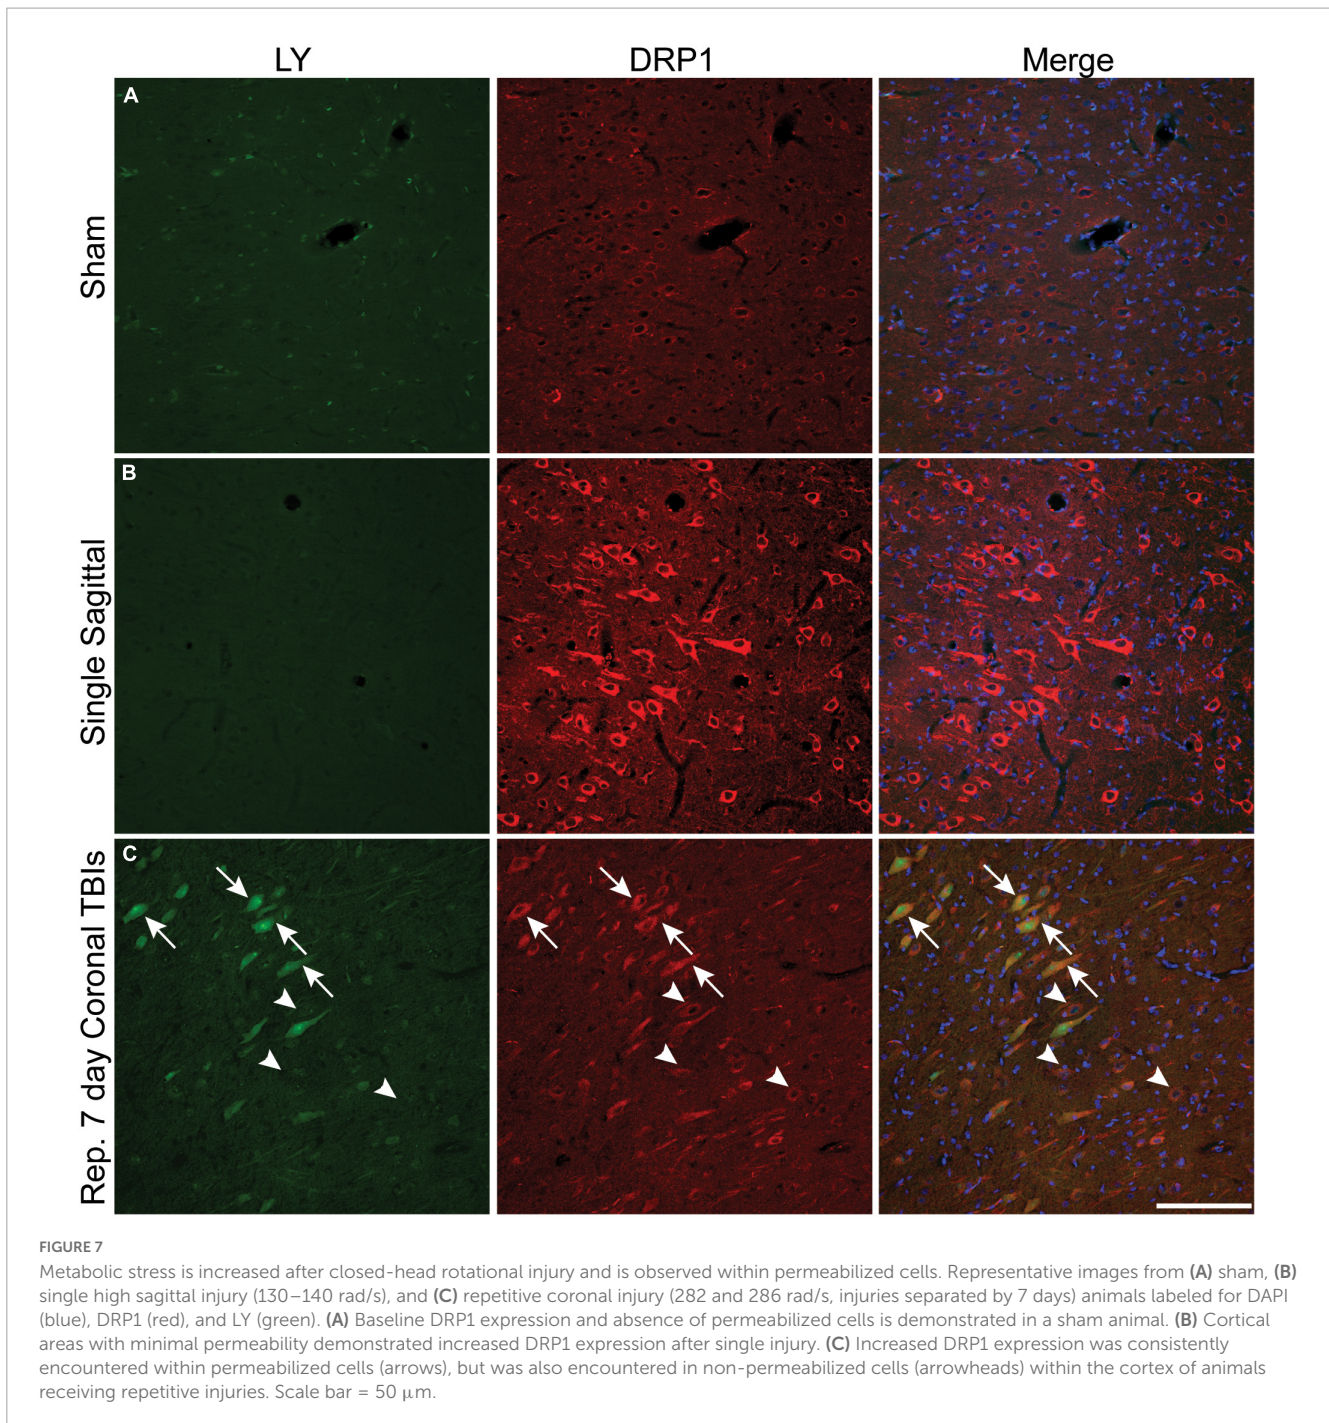 LY DRP1 Merge
A
Sham
B
Single Sagittal
C
Rep. 7 day Coronal TBIs
FIGURE 7
Metabolic stress is increased after closed-head rotational injury and is observed within permeabilized cells. Representative images from (A) sham, (B)
single high sagittal injury (130–140 rad/s), and (C) repetitive coronal injury (282 and 286 rad/s, injuries separated by 7 days) animals labeled for DAPI
(blue), DRP1 (red), and LY (green). (A) Baseline DRP1 expression and absence of permeabilized cells is demonstrated in a sham animal. (B) Cortical
areas with minimal permeability demonstrated increased DRP1 expression after single injury. (C) Increased DRP1 expression was consistently
encountered within permeabilized cells (arrows), but was also encountered in non-permeabilized cells (arrowheads) within the cortex of animals
receiving repetitive injuries. Scale bar = 50 μm.